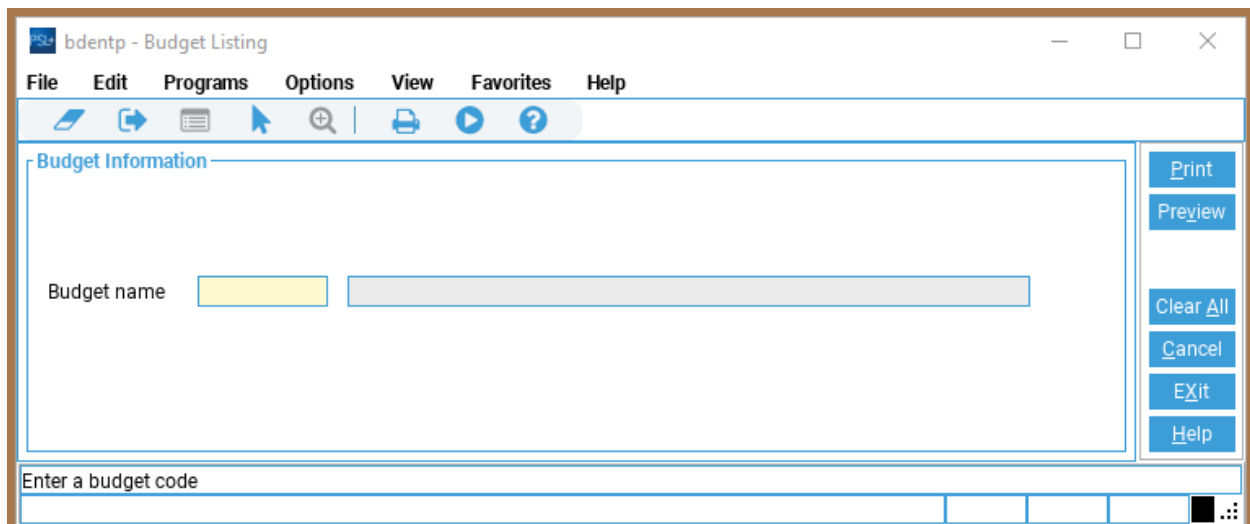 PSL+ bdentp - Budget Listing
File Edit Programs Options View Favorites Help
?
Budget Information
Print
Preview
Budget name
Clear All
Cancel
EXit
Help
Enter a budget code